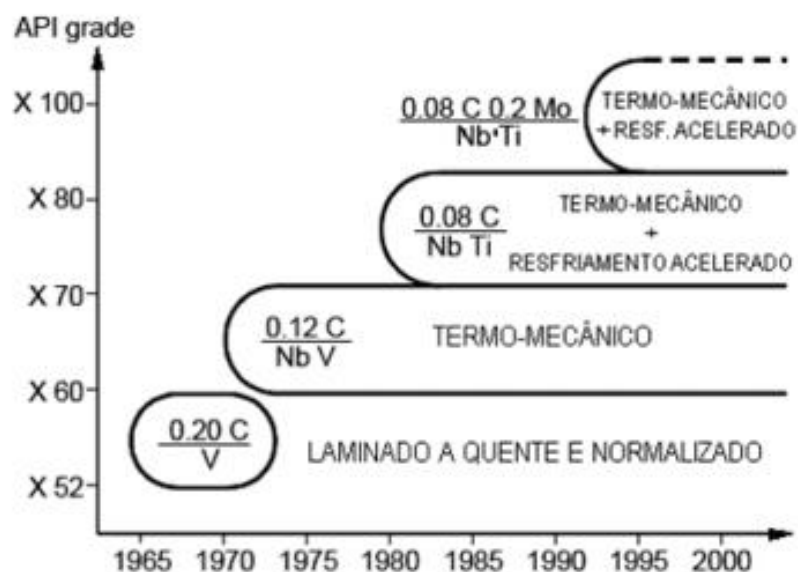 API grade
X 100
0.08 C 0.2 Mo
Nb•Ti
TERMO-MECÂNICO
+RESF. ACELERADO
X 80
0.08 C
Nb Ti
TERMO-MECÂNICO
+
RESFRIAMENTO ACELERADO
X 70
0.12 C
Nb V
TERMO-MECÂNICO
X 60
0.20 C
V
LAMINADO A QUENTE E NORMALIZADO
X 52
1965 1970 1975 1980 1985 1990 1995 2000